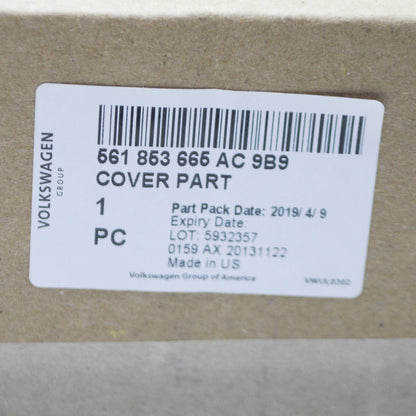 VOLKSWAGEN
GROUP
561 853 665 AC 9B9
COVER PART
1
PC
Part Pack Date: 2019/ 4/ 9
Expiry Date:
LOT: 5932357
0159 AX 20131122
Made in US
Volkswagen Group of America